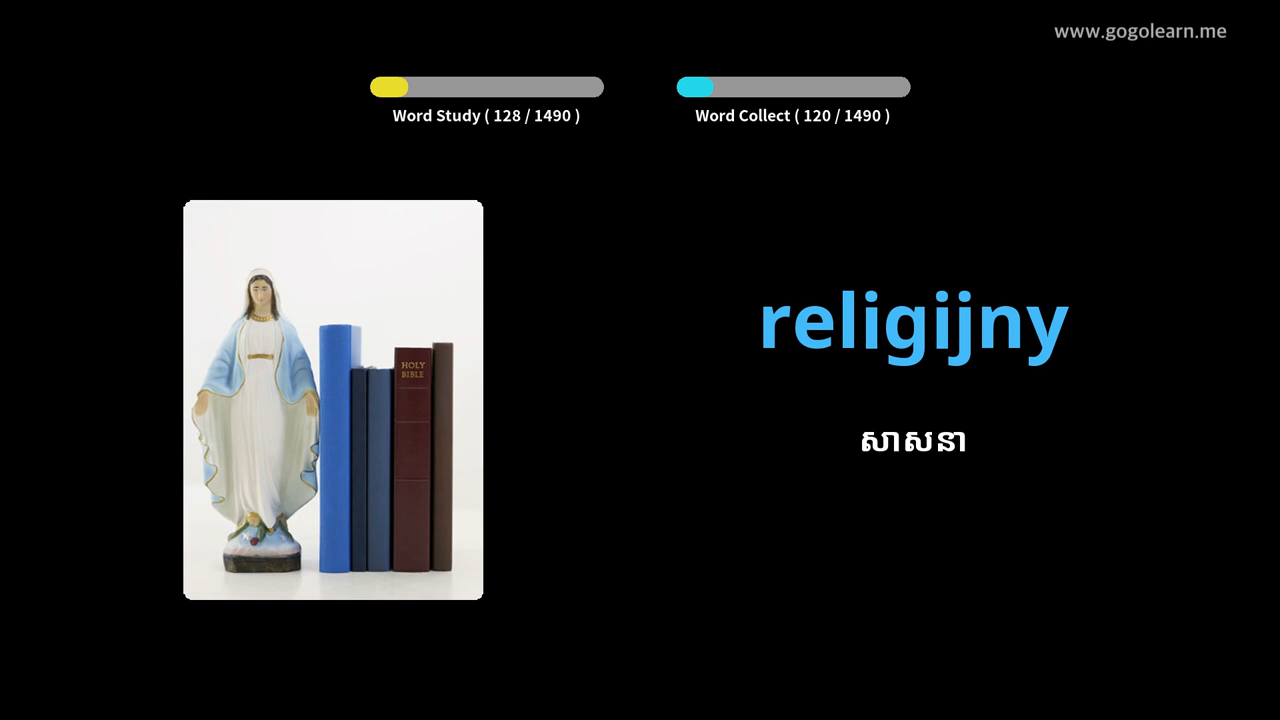 www.gogolearn.me
Word Study ( 128 / 1490 )
Word Collect ( 120 / 1490 )
HOLY
BIBLE
religijny
សាសនា